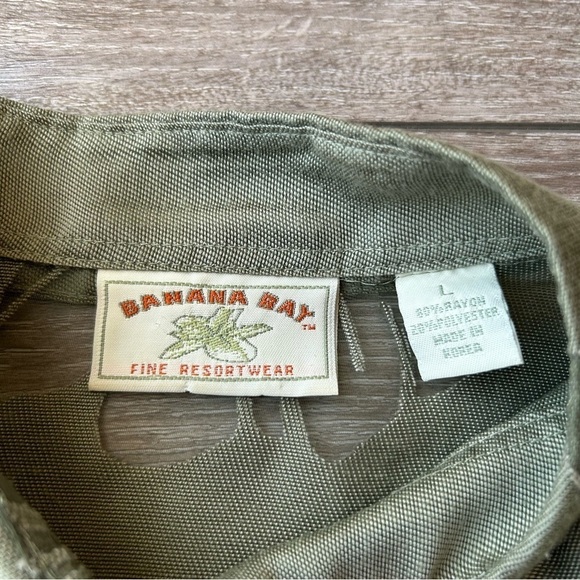 BANANA BAY
TM
FINE RESORTWEAR
L
80% RAYON
20% POLYESTER
MADE IN
KOREA